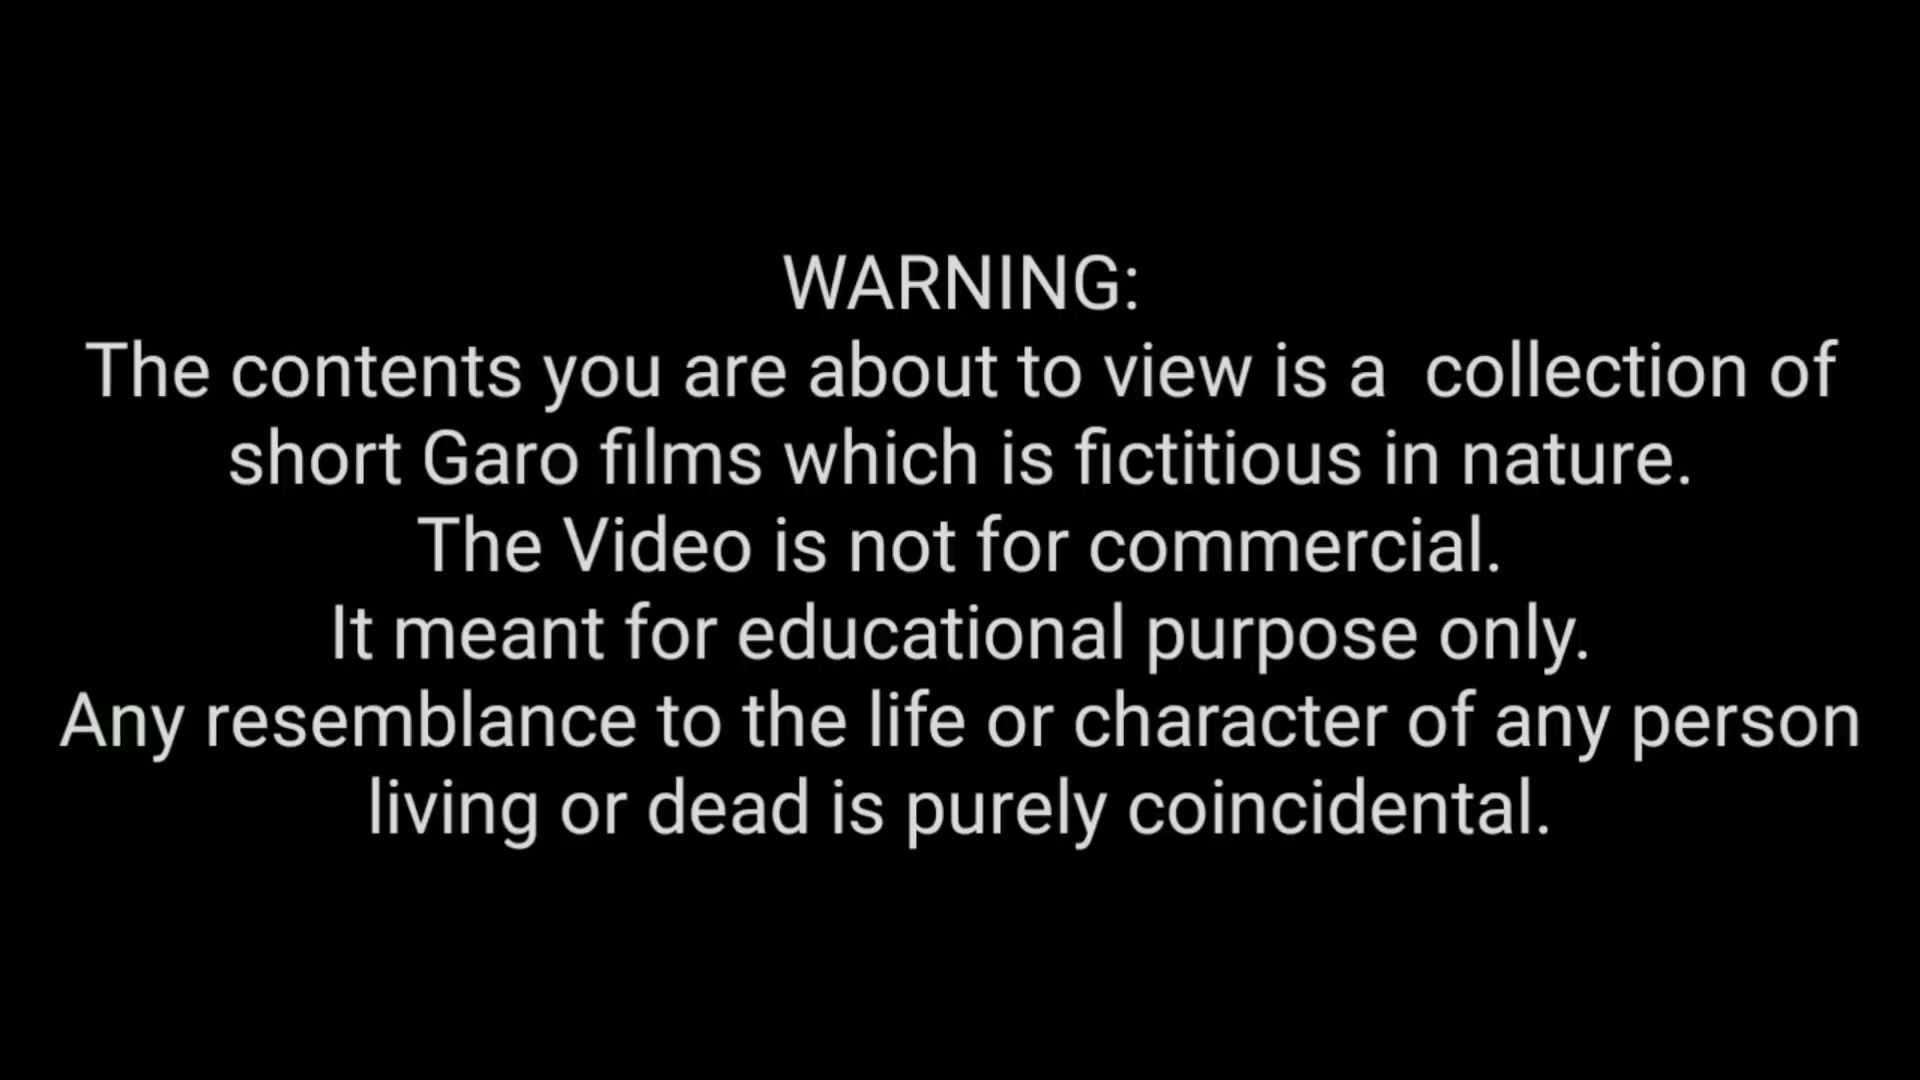 WARNING:
The contents you are about to view is a  collection of
short Garo films which is fictitious in nature.
The Video is not for commercial.
It meant for educational purpose only.
Any resemblance to the life or character of any person
living or dead is purely coincidental.